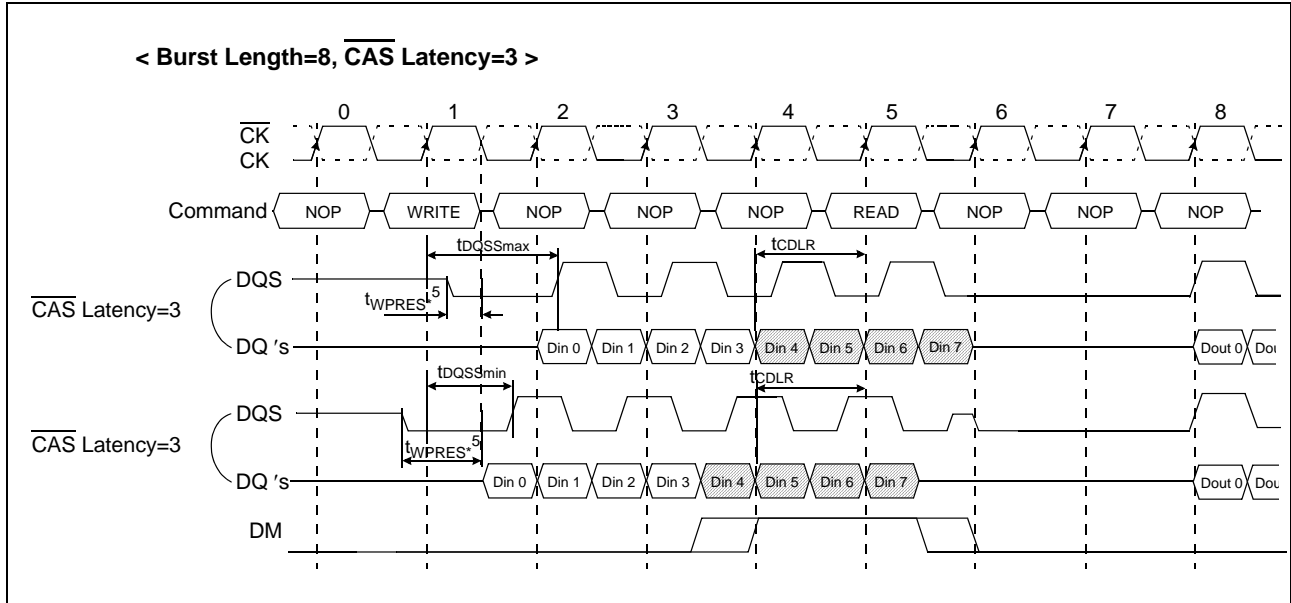 < Burst Length=8, CAS Latency=3 >
0 1 2 3 4 5 6 7 8
CK
CK
Command NOP WRITE NOP NOP NOP READ NOP NOP NOP
tDQSSmax tCDLR
DQS
tWPRES*5
CAS Latency=3
DQ 's Din 0 Din 1 Din 2 Din 3 Din 4 Din 5 Din 6 Din 7 Dout 0
tDQSSmin tCDLR
DQS
CAS Latency=3
tWPRES*5
DQ 's Din 0 Din 1 Din 2 Din 3 Din 4 Din 5 Din 6 Din 7 Dout 0
DM